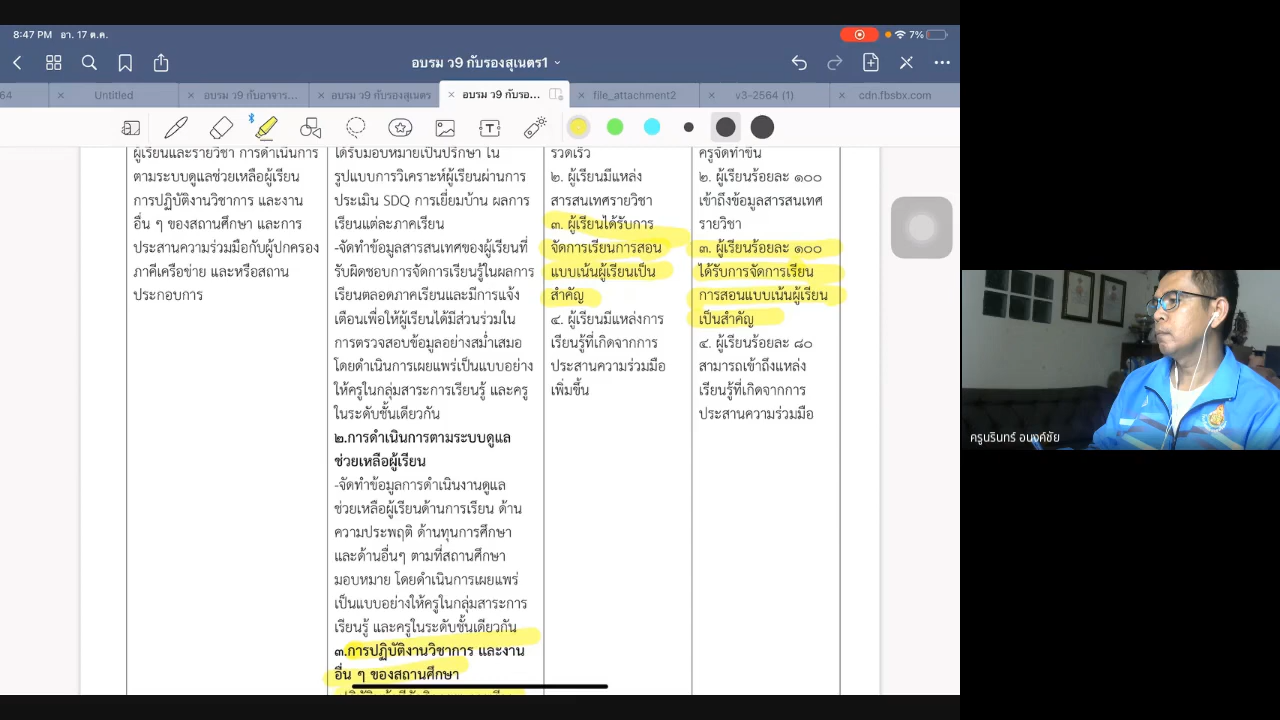 8:47 PM อา. 17 ต.ค.
7%
อบรม ว9 กับรองสุเนตร1
64
Untitled
อบรม ว9 กับอาจาร...
อบรม ว9 กับรองสุเนตร
อบรม ว9 กับรอ...
file_attachment2
v3-2564 (1)
cdn.fbsbx.com
ผู้เรียนและรายวิชา การดำเนินการ
ตามระบบดูแลช่วยเหลือผู้เรียน
การปฏิบัติงานวิชาการ และงาน
อื่น ๆ ของสถานศึกษา และการ
ประสานความร่วมมือกับผู้ปกครอง
ภาคีเครือข่าย และหรือสถาน
ประกอบการ
ได้รับมอบหมายเป็นปรึกษา ใน
รูปแบบการวิเคราะห์ผู้เรียนผ่านการ
ประเมิน SDQ การเยี่ยมบ้าน ผลการ
เรียนแต่ละภาคเรียน
-จัดทำข้อมูลสารสนเทศของผู้เรียนที่
รับผิดชอบการจัดการเรียนรู้ในผลการ
เรียนตลอดภาคเรียนและมีการแจ้ง
เตือนเพื่อให้ผู้เรียนได้มีส่วนร่วมใน
การตรวจสอบข้อมูลอย่างสม่ำเสมอ
โดยดำเนินการเผยแพร่เป็นแบบอย่าง
ให้ครูในกลุ่มสาระการเรียนรู้ และครู
ในระดับชั้นเดียวกัน
๒.การดำเนินการตามระบบดูแล
ช่วยเหลือผู้เรียน
-จัดทำข้อมูลการดำเนินงานดูแล
ช่วยเหลือผู้เรียนด้านการเรียน ด้าน
ความประพฤติ ด้านทุนการศึกษา
และด้านอื่นๆ ตามที่สถานศึกษา
มอบหมาย โดยดำเนินการเผยแพร่
เป็นแบบอย่างให้ครูในกลุ่มสาระการ
เรียนรู้ และครูในระดับชั้นเดียวกัน
๓.การปฏิบัติงานวิชาการ และงาน
อื่น ๆ ของสถานศึกษา
รวดเร็ว
๒. ผู้เรียนมีแหล่ง
สารสนเทศรายวิชา
๓. ผู้เรียนได้รับการ
จัดการเรียนการสอน
แบบเน้นผู้เรียนเป็น
สำคัญ
๔. ผู้เรียนมีแหล่งการ
เรียนรู้ที่เกิดจากการ
ประสานความร่วมมือ
เพิ่มขึ้น
ครูจัดทำขึ้น
๒. ผู้เรียนร้อยละ ๑๐๐
เข้าถึงข้อมูลสารสนเทศ
รายวิชา
๓. ผู้เรียนร้อยละ ๑๐๐
ได้รับการจัดการเรียน
การสอนแบบเน้นผู้เรียน
เป็นสำคัญ
๔. ผู้เรียนร้อยละ ๘๐
สามารถเข้าถึงแหล่ง
เรียนรู้ที่เกิดจากการ
ประสานความร่วมมือ
ครูนรินทร์ อนงค์ชัย